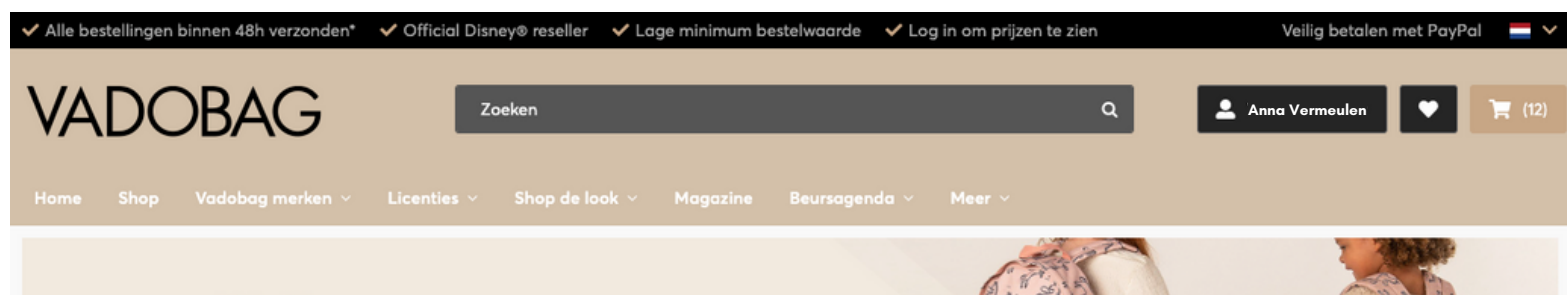 Alle bestellingen binnen 48h verzonden* Official Disney® reseller Lage minimum bestelwaarde Log in om prijzen te zien Veilig betalen met PayPal
VADOBAG Zoeken Anna Vermeulen (12)
Home Shop Vadobag merken Licenties Shop de look Magazine Beursagenda Meer